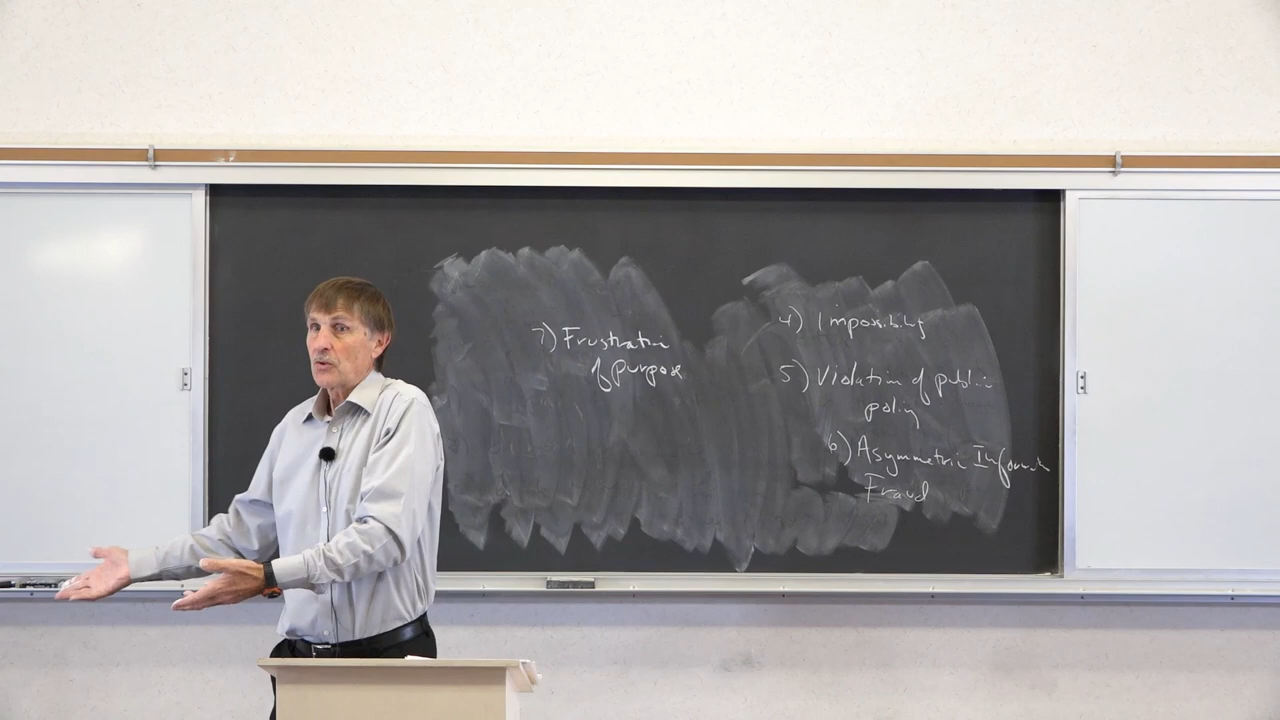 7) Frustration
of purpose
4) Impossibility
5) Violation of public
policy
6) Asymmetric Information
Fraud